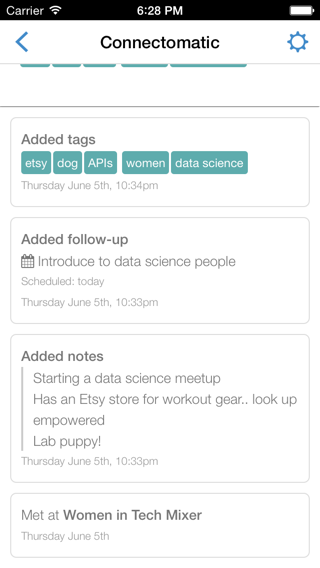 Carrier 6:28 PM
Connectomatic
Added tags
etsy dog APIs women data science
Thursday June 5th, 10:34pm
Added follow-up
Introduce to data science people
Scheduled: today
Thursday June 5th, 10:33pm
Added notes
Starting a data science meetup
Has an Etsy store for workout gear.. look up
empowered
Lab puppy!
Thursday June 5th, 10:33pm
Met at Women in Tech Mixer
Thursday June 5th